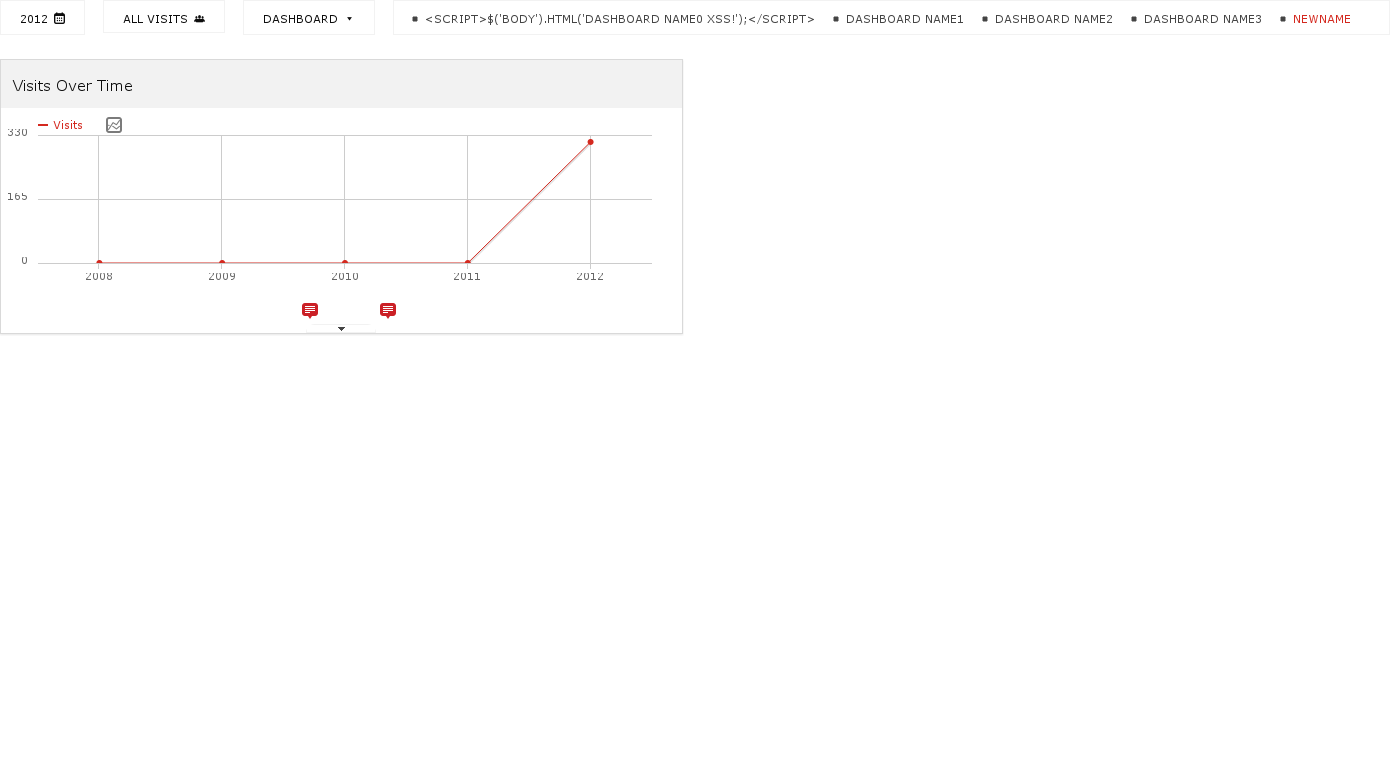 2012
ALL VISITS
DASHBOARD
<SCRIPT>$('BODY').HTML('DASHBOARD NAME0 XSS!');</SCRIPT>
DASHBOARD NAME1
DASHBOARD NAME2
DASHBOARD NAME3
NEWNAME
Visits Over Time
Visits
330
165
0
2008 2009 2010 2011 2012